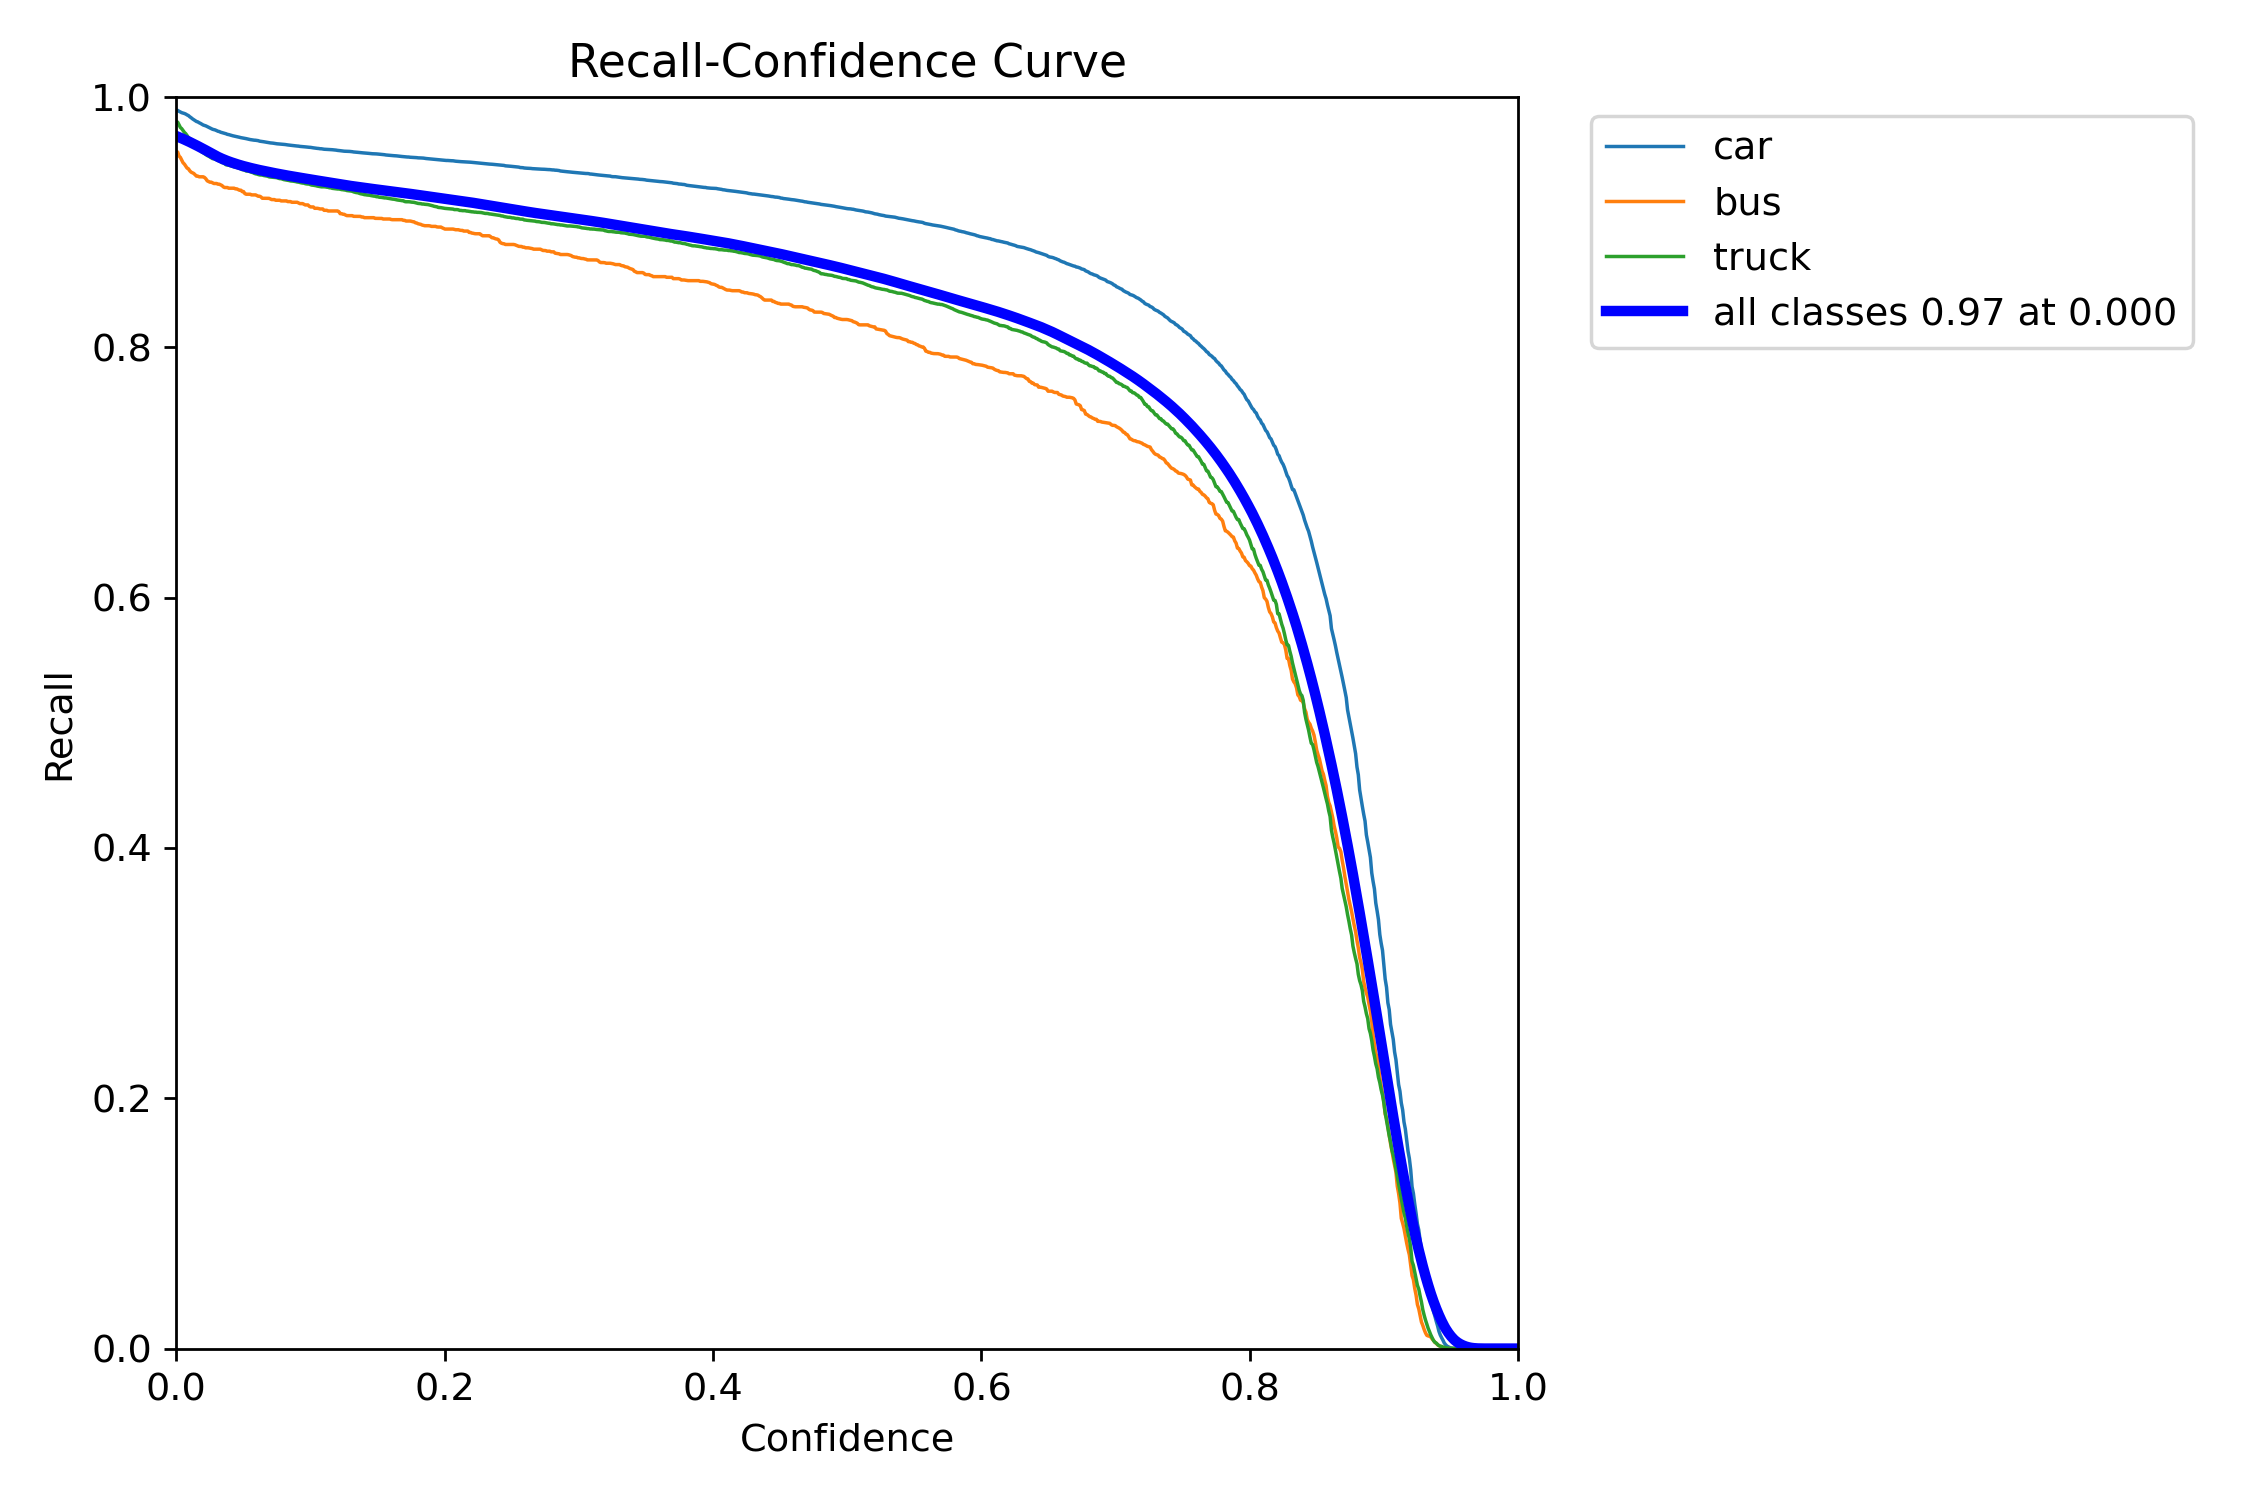 Recall-Confidence Curve
1.0
0.8
0.6
0.4
0.2
0.0
Recall
0.0 0.2 0.4 0.6 0.8 1.0
Confidence
car
bus
truck
all classes 0.97 at 0.000